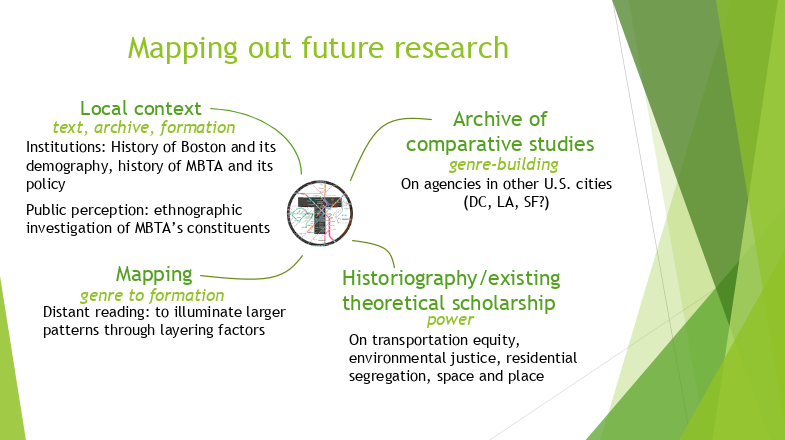 Mapping out future research
Local context
text, archive, formation
Institutions: History of Boston and its
demography, history of MBTA and its
policy
Public perception: ethnographic
investigation of MBTA's constituents
Archive of
comparative studies
genre-building
On agencies in other U.S. cities
(DC, LA, SF?)
T
Mapping
genre to formation
Distant reading: to illuminate larger
patterns through layering factors
Historiography/existing
theoretical scholarship
power
On transportation equity,
environmental justice, residential
segregation, space and place